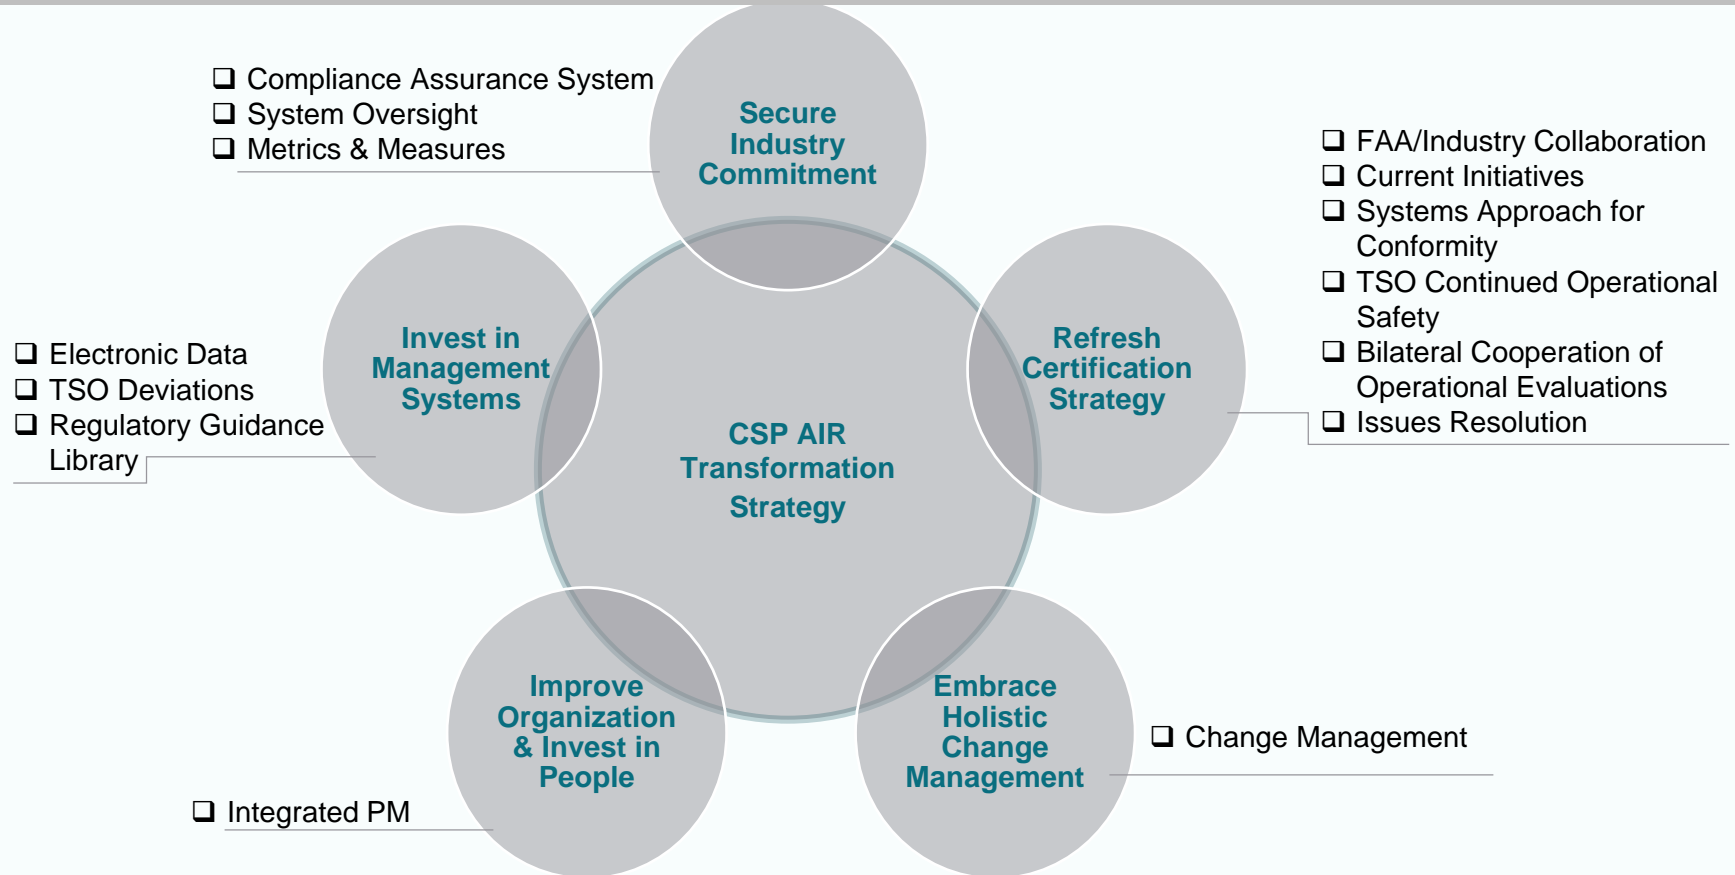 ❑ Compliance Assurance System
❑ System Oversight
❑ Metrics & Measures
Secure
Industry
Commitment
❑ FAA/Industry Collaboration
❑ Current Initiatives
❑ Systems Approach for
Conformity
❑ TSO Continued Operational
Safety
❑ Bilateral Cooperation of
Operational Evaluations
❑ Issues Resolution
Refresh
Certification
Strategy
Invest in
Management
Systems
❑ Electronic Data
❑ TSO Deviations
❑ Regulatory Guidance
Library
CSP AIR
Transformation
Strategy
Improve
Organization
& Invest in
People
❑ Integrated PM
Embrace
Holistic
Change
Management
❑ Change Management